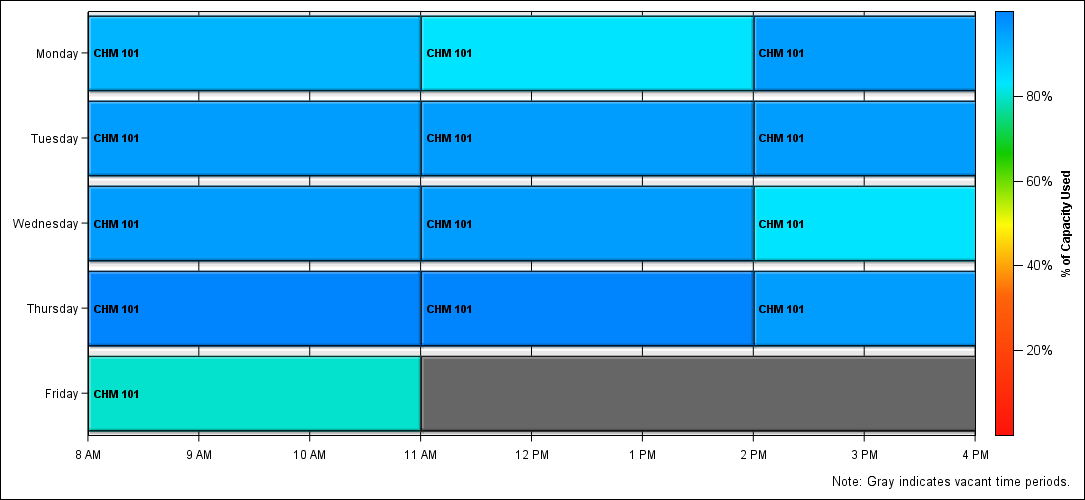 Monday
CHM 101
CHM 101
CHM 101
Tuesday
CHM 101
CHM 101
CHM 101
Wednesday
CHM 101
CHM 101
CHM 101
Thursday
CHM 101
CHM 101
CHM 101
Friday
CHM 101
8 AM
9 AM
10 AM
11 AM
12 PM
1 PM
2 PM
3 PM
4 PM
80%
60%
40%
20%
% of Capacity Used
Note: Gray indicates vacant time periods.